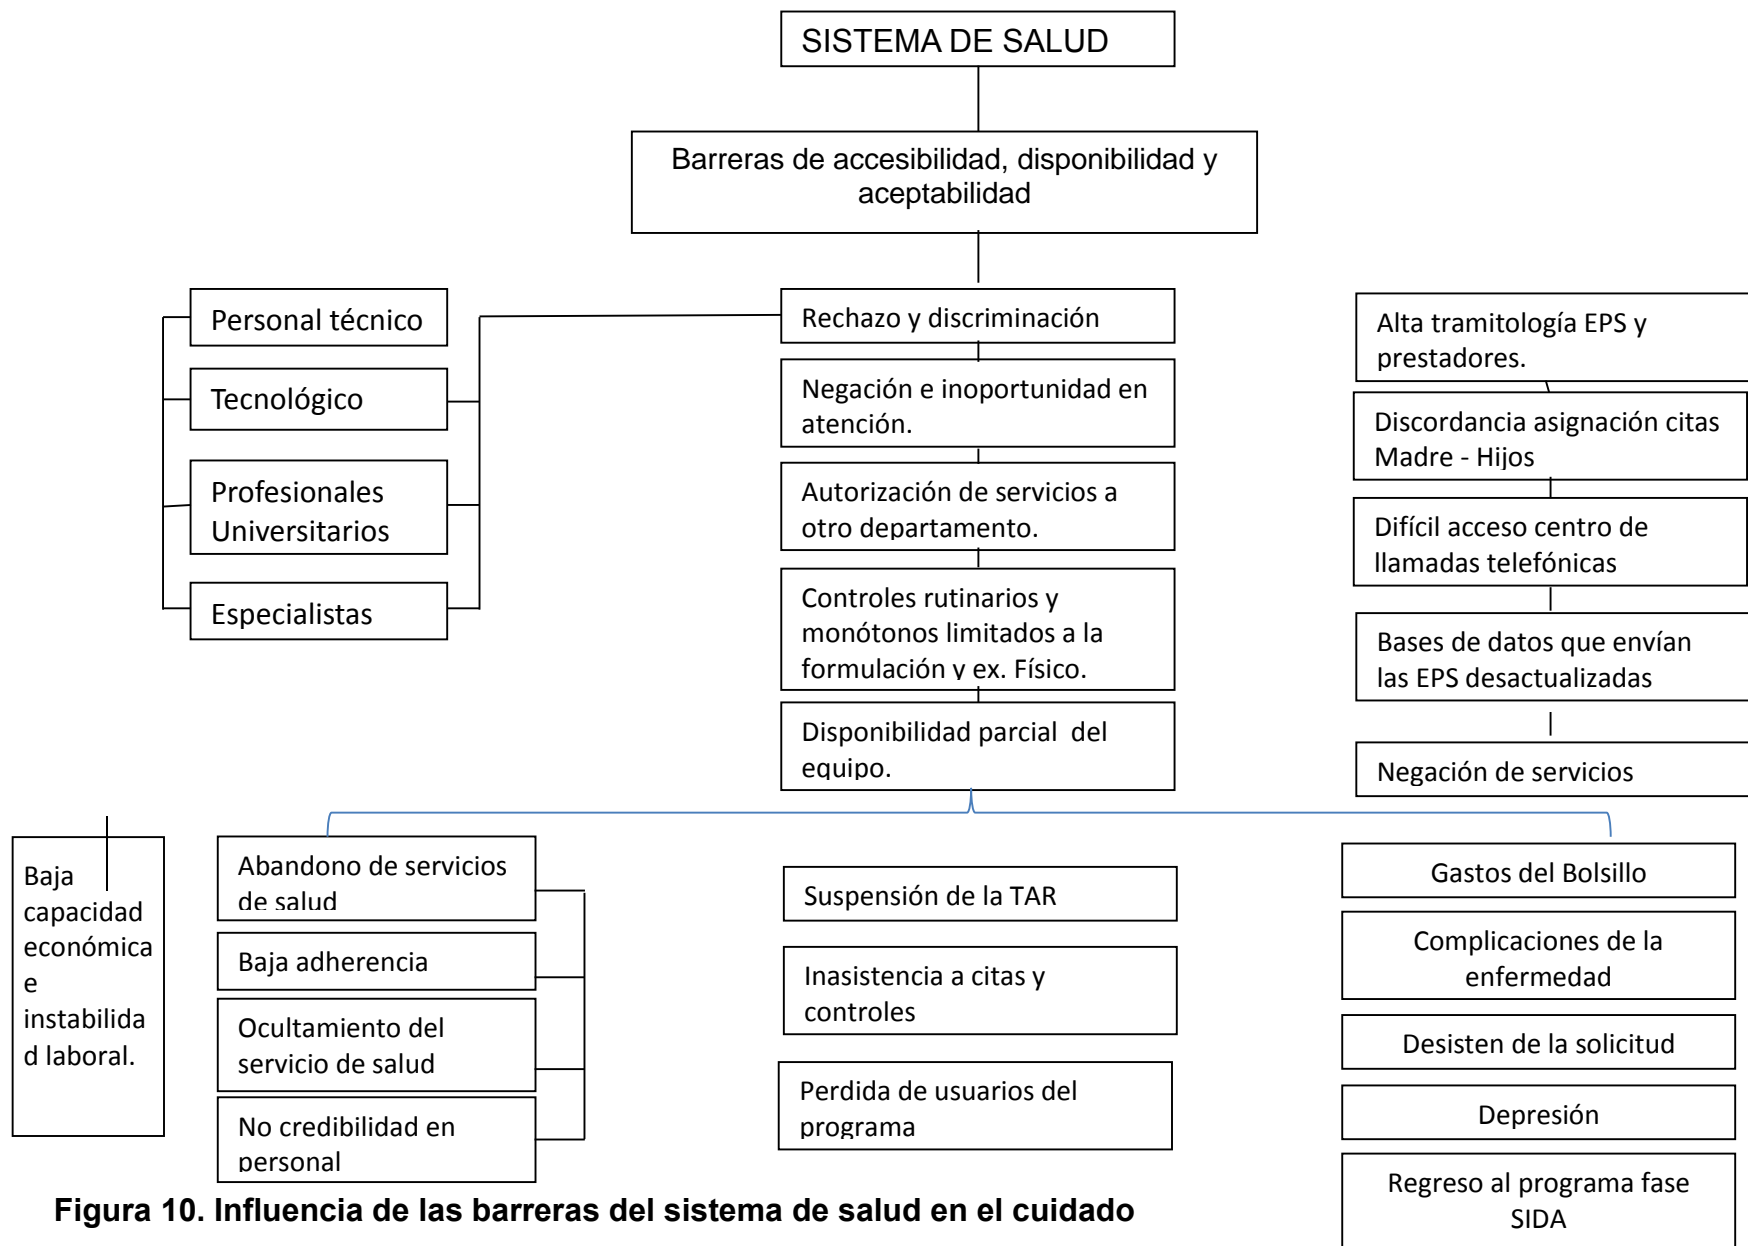 SISTEMA DE SALUD
Barreras de accesibilidad, disponibilidad y
aceptabilidad
Personal técnico
Tecnológico
Profesionales
Universitarios
Especialistas
Rechazo y discriminación
Negación e inoportunidad en
atención.
Autorización de servicios a
otro departamento.
Controles rutinarios y
monótonos limitados a la
formulación y ex. Físico.
Disponibilidad parcial del
equipo.
Alta tramitología EPS y
prestadores.
Discordancia asignación citas
Madre - Hijos
Difícil acceso centro de
llamadas telefónicas
Bases de datos que envían
las EPS desactualizadas
Negación de servicios
Baja
capacidad
económica
e
instabilida
d laboral.
Abandono de servicios
de salud
Baja adherencia
Ocultamiento del
servicio de salud
No credibilidad en
personal
Suspensión de la TAR
Inasistencia a citas y
controles
Perdida de usuarios del
programa
Gastos del Bolsillo
Complicaciones de la
enfermedad
Desisten de la solicitud
Depresión
Regreso al programa fase
SIDA
Figura 10. Influencia de las barreras del sistema de salud en el cuidado